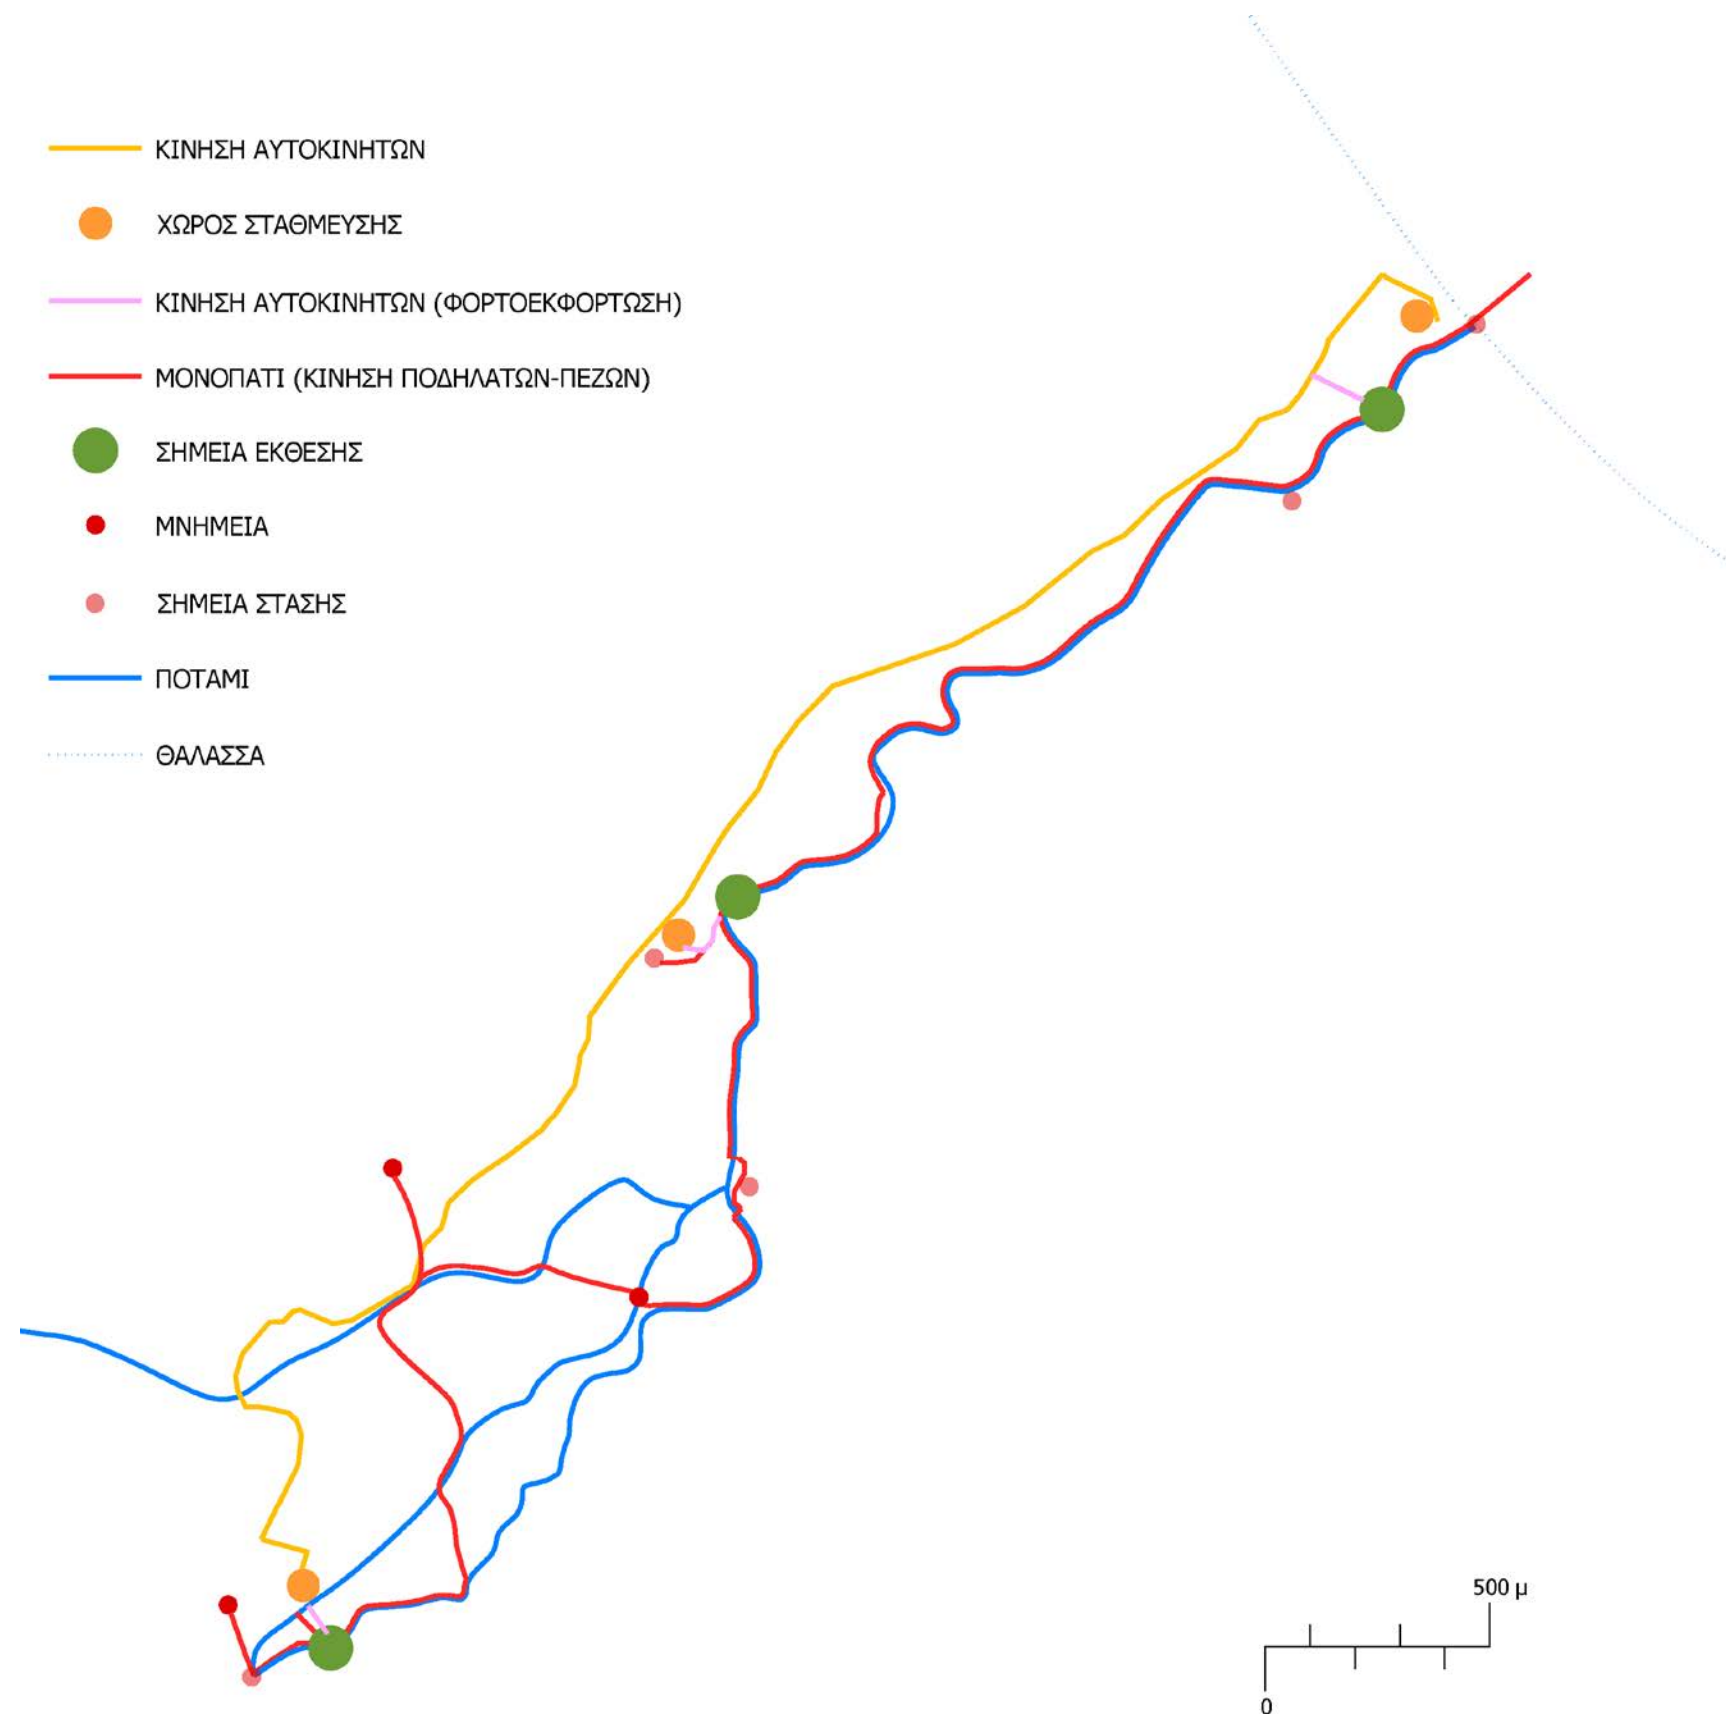 ΚΙΝΗΣΗ ΑΥΤΟΚΙΝΗΤΩΝ
ΧΩΡΟΣ ΣΤΑΘΜΕΥΣΗΣ
ΚΙΝΗΣΗ ΑΥΤΟΚΙΝΗΤΩΝ (ΦΟΡΤΟΕΚΦΟΡΤΩΣΗ)
ΜΟΝΟΠΑΤΙ (ΚΙΝΗΣΗ ΠΟΔΗΛΑΤΩΝ-ΠΕΖΩΝ)
ΣΗΜΕΙΑ ΕΚΘΕΣΗΣ
ΜΝΗΜΕΙΑ
ΣΗΜΕΙΑ ΣΤΑΣΗΣ
ΠΟΤΑΜΙ
ΘΑΛΑΣΣΑ
500 μ
0